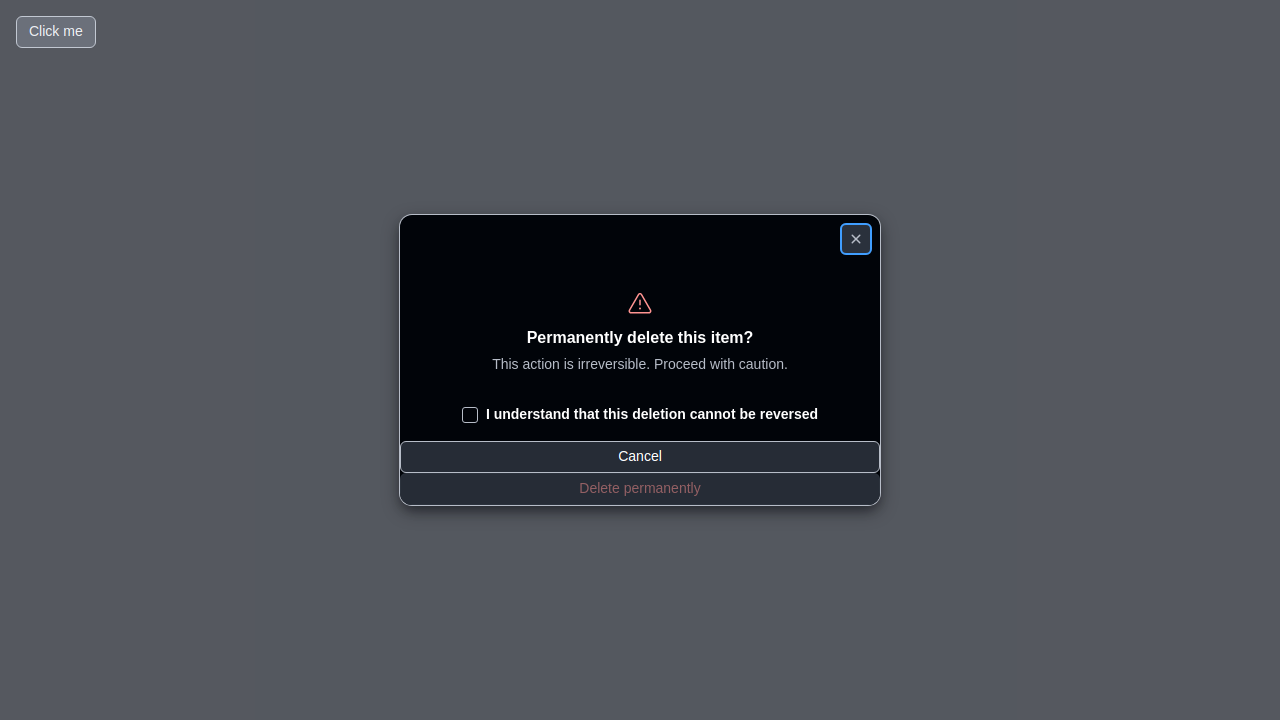 Click me
Permanently delete this item?
This action is irreversible. Proceed with caution.
I understand that this deletion cannot be reversed
Cancel
Delete permanently